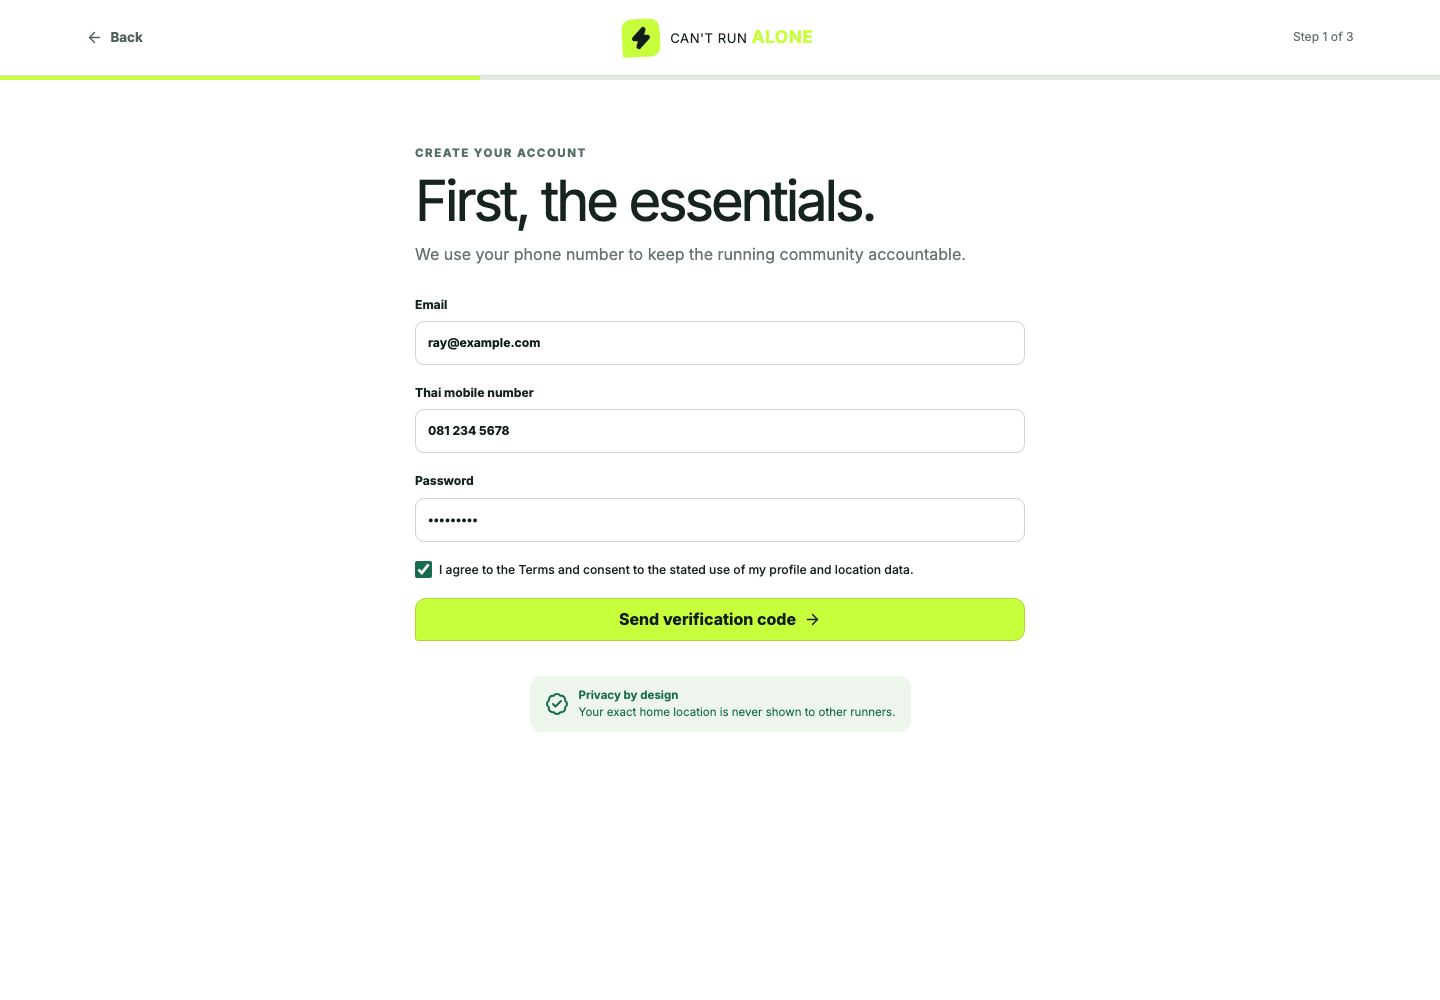 Back
CAN'T RUN ALONE
Step 1 of 3
CREATE YOUR ACCOUNT
First, the essentials.
We use your phone number to keep the running community accountable.
Email
ray@example.com
Thai mobile number
081 234 5678
Password
•••••••••
I agree to the Terms and consent to the stated use of my profile and location data.
Send verification code →
Privacy by design
Your exact home location is never shown to other runners.